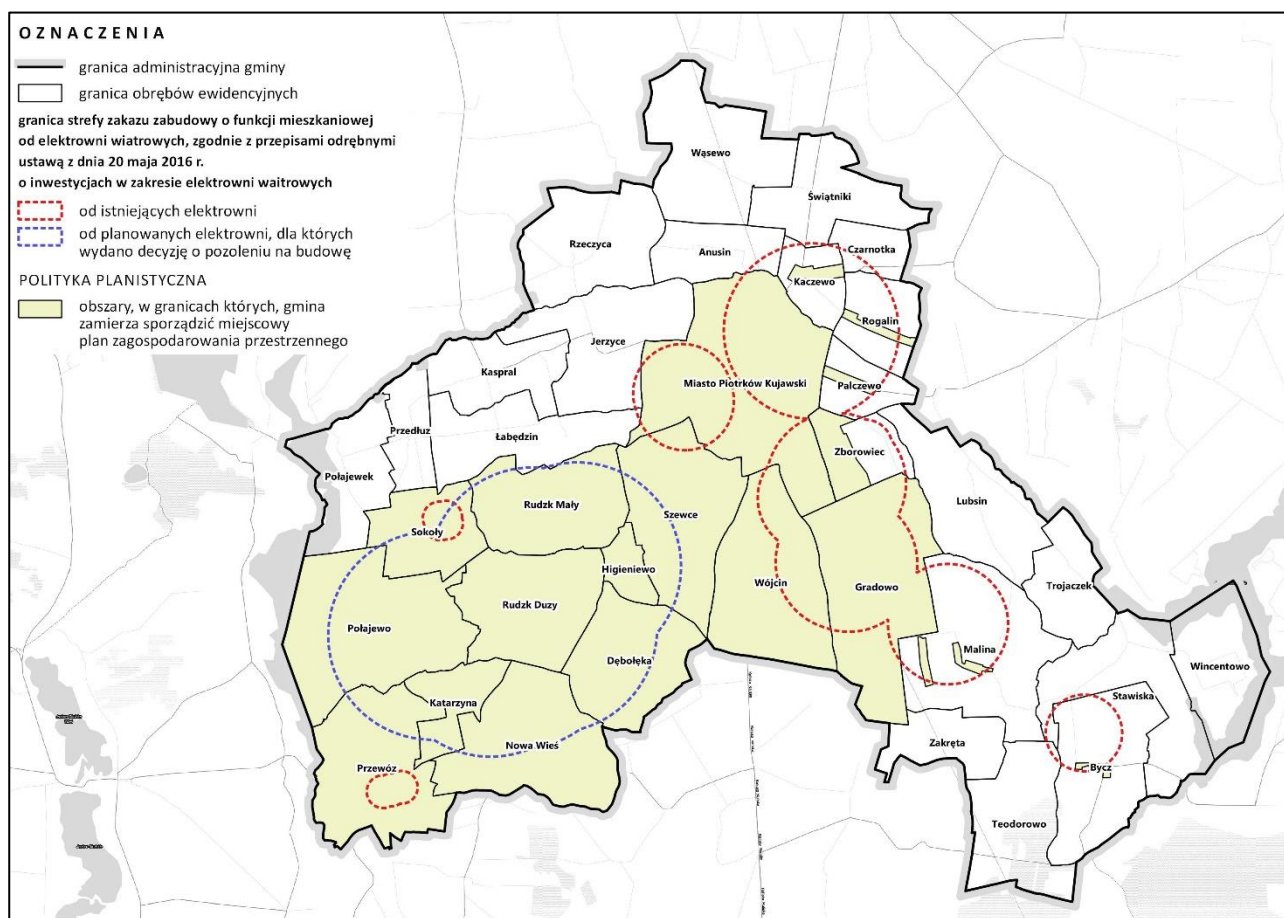 OZNACZENIA
granica administracyjna gminy
granica obrębów ewidencyjnych
granica strefy zakazu zabudowy o funkcji mieszkaniowej
od elektrowni wiatrowych, zgodnie z przepisami odrębnymi
ustawą z dnia 20 maja 2016 r.
o inwestycjach w zakresie elektrowni waitrowych
od istniejących elektrowni
od planowanych elektrowni, dla których
wydano decyzję o pozoleniu na budowę
POLITYKA PLANISTYCZNA
obszary, w granicach których, gmina
zamierza sporządzić miejscowy
plan zagospodarowania przestrzennego
Wąsewo
Świątniki
Rzeczyca
Anusin
Czarnotka
Kaczewo
Rogalin
Jerzyce
Kaspral
Miasto Piotrków Kujawski
Palczewo
Przedłuz
Łabędzin
Zborowiec
Połajewek
Lubsin
Rudzk Mały
Szewce
Sokoły
Higieniewo
Wójcin
Gradowo
Trojaczek
Rudzk Duzy
Połajewo
Malina
Dębołęka
Wincentowo
Katarzyna
Stawiska
Nowa Wieś
Zakręta
Przewóz
Bycz
Teodorowo